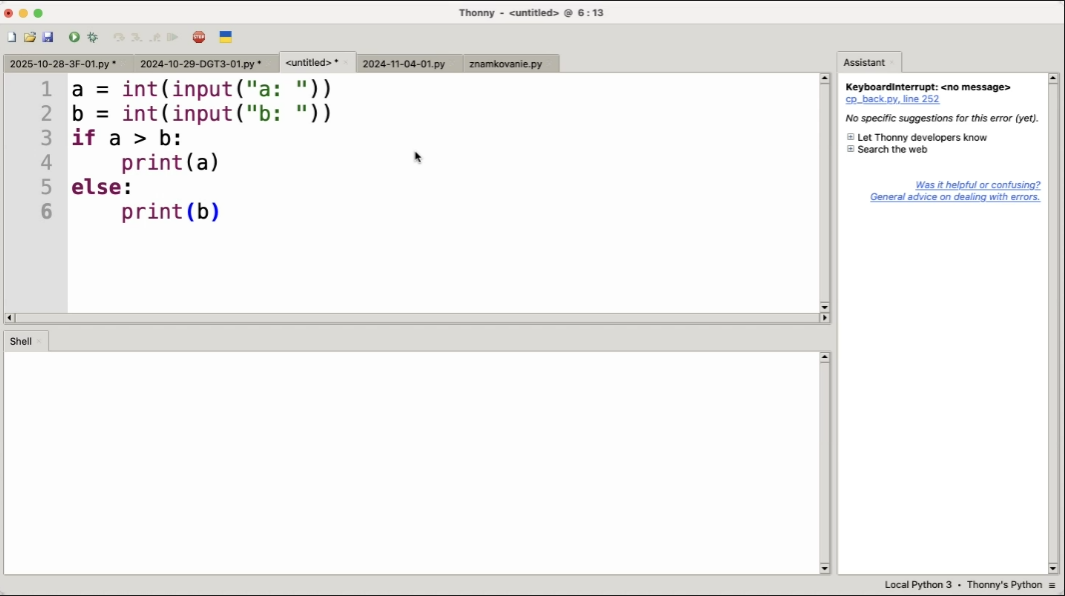 Thonny - <untitled> @ 6 : 13
STOP
2025-10-28-3F-01.py * 2024-10-29-DGT3-01.py * <untitled> * 2024-11-04-01.py znamkovanie.py
1 a = int(input("a: "))
2 b = int(input("b: "))
3 if a > b:
4     print(a)
5 else:
6     print(b)
Shell
Assistant
KeyboardInterrupt: <no message>
cp_back.py, line 252
No specific suggestions for this error (yet).
Let Thonny developers know
Search the web
Was it helpful or confusing?
General advice on dealing with errors.
Local Python 3 • Thonny's Python ≡